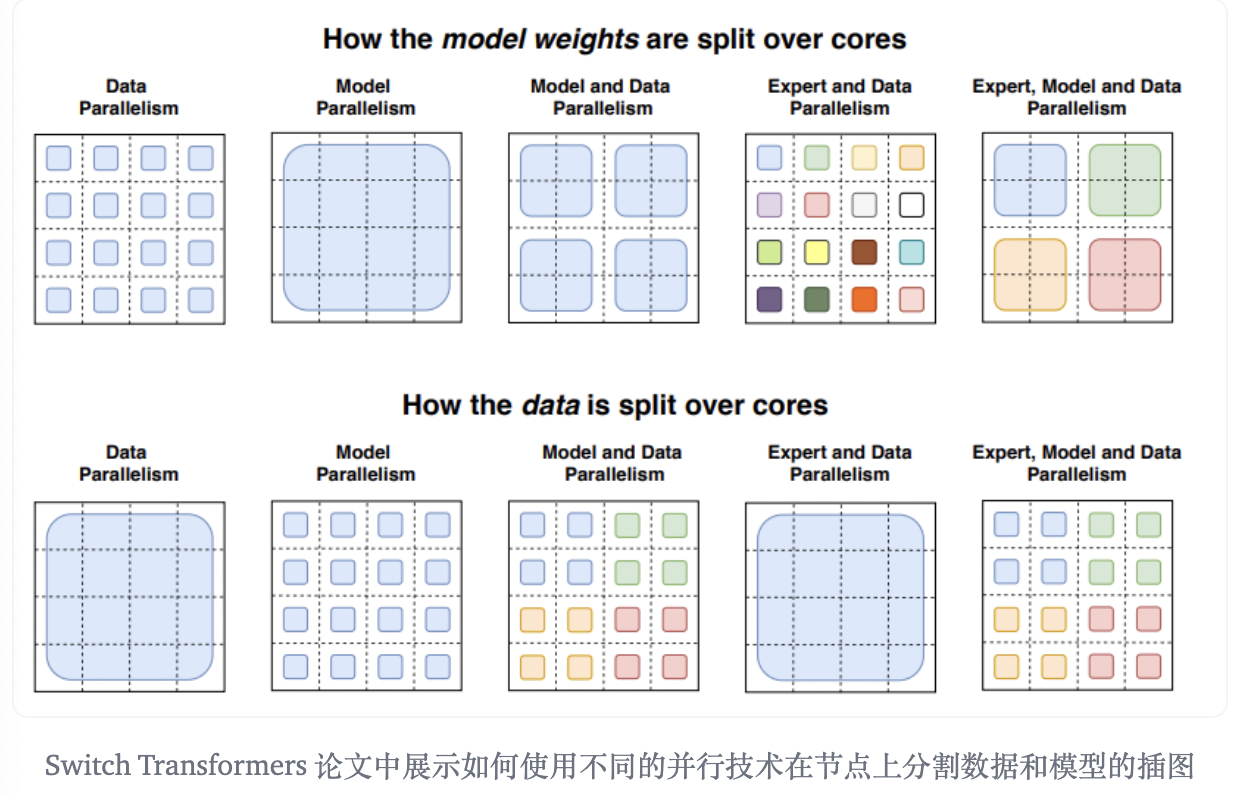 How the model weights are split over cores
Data
Parallelism
Model
Parallelism
Model and Data
Parallelism
Expert and Data
Parallelism
Expert, Model and Data
Parallelism
How the data is split over cores
Data
Parallelism
Model
Parallelism
Model and Data
Parallelism
Expert and Data
Parallelism
Expert, Model and Data
Parallelism
Switch Transformers 论文中展示如何使用不同的并行技术在节点上分割数据和模型的插图